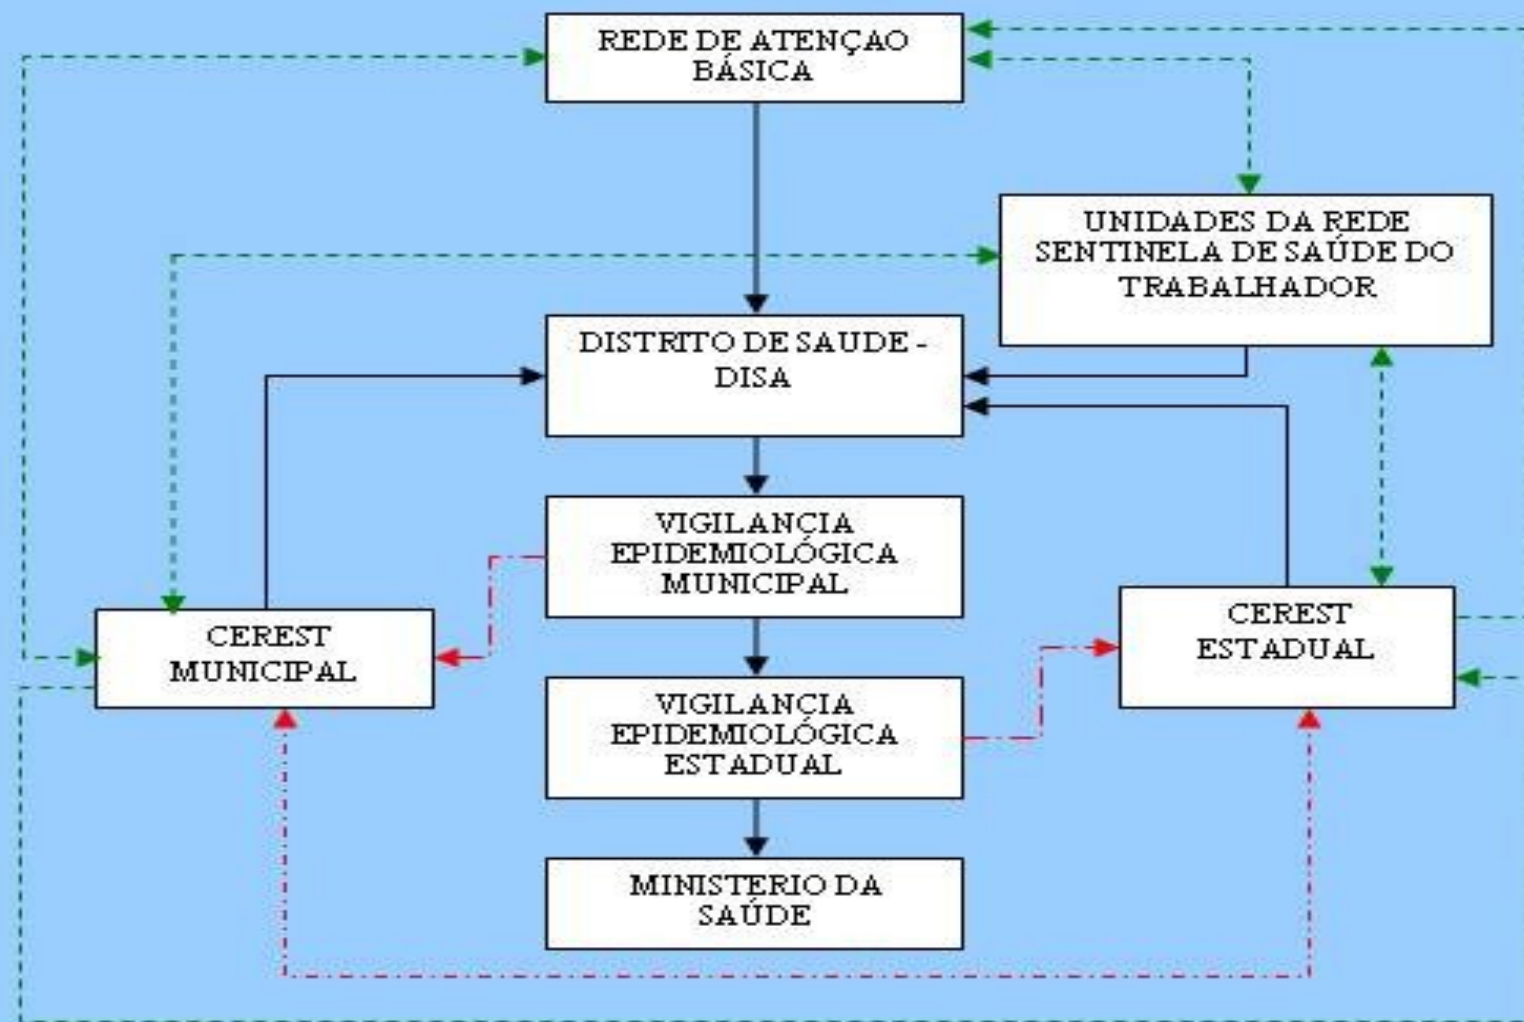 REDE DE ATENÇAO
BÁSICA
UNIDADES DA REDE
SENTINELA DE SAÚDE DO
TRABALHADOR
DISTRITO DE SAUDE -
DISA
VIGILANCIA
EPIDEMIOLÓGICA
MUNICIPAL
CEREST
MUNICIPAL
CEREST
ESTADUAL
VIGILANCIA
EPIDEMIOLÓGICA
ESTADUAL
MINISTERIO DA
SAÚDE